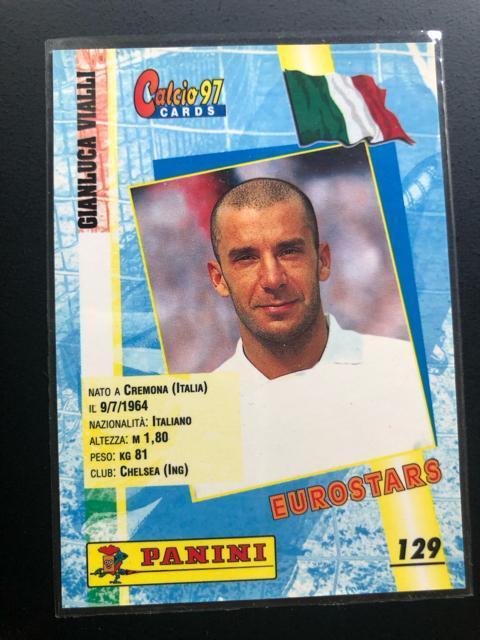 GIANLUCA VIALLI
Calcio 97
CARDS
NATO A CREMONA (ITALIA)
IL 9/7/1964
NAZIONALITÀ: ITALIANO
ALTEZZA: M 1,80
PESO: KG 81
CLUB: CHELSEA (ING)
EUROSTARS
PANINI
129